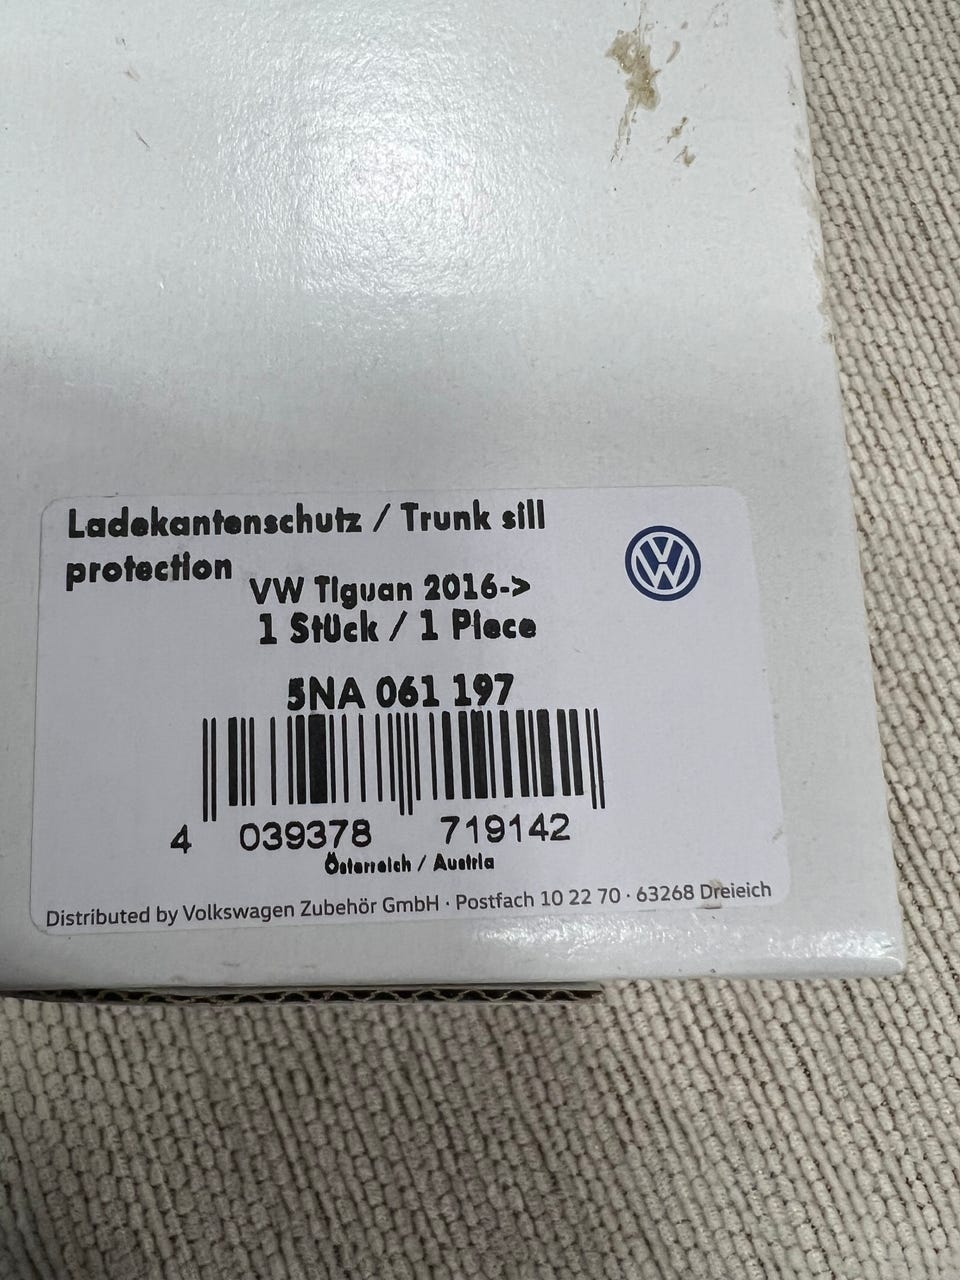 Ladekantenschutz / Trunk sill
protection
VW Tiguan 2016->
1 Stück / 1 Piece
5NA 061 197
4 039378 719142
Österreich / Austria
Distributed by Volkswagen Zubehör GmbH · Postfach 10 22 70 · 63268 Dreieich